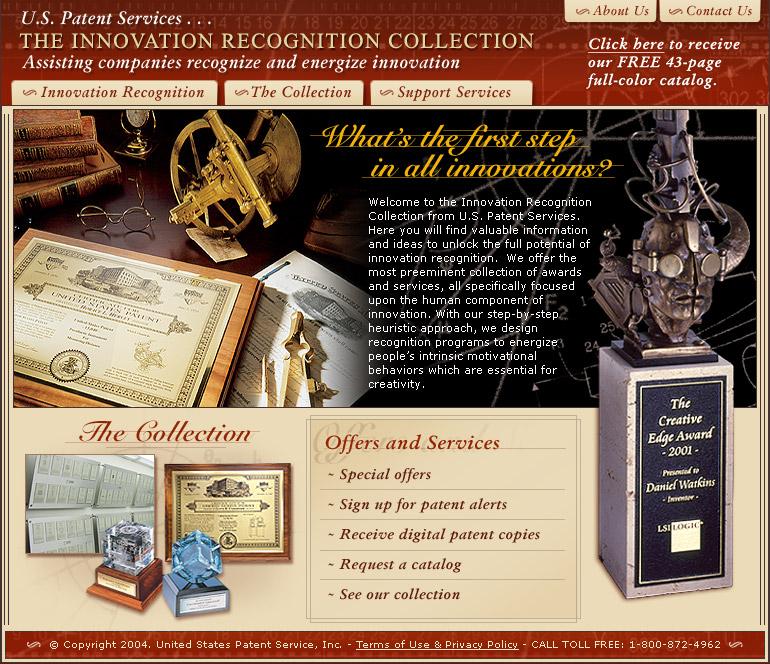 U.S. Patent Services . . .
THE INNOVATION RECOGNITION COLLECTION
Assisting companies recognize and energize innovation
About Us
Contact Us
Click here to receive
our FREE 43-page
full-color catalog.
Innovation Recognition
The Collection
Support Services
What's the first step
in all innovations?
Welcome to the Innovation Recognition
Collection from U.S. Patent Services.
Here you will find valuable information
and ideas to unlock the full potential of
innovation recognition. We offer the
most preeminent collection of awards
and services, all specifically focused
upon the human component of
innovation. With our step-by-step
heuristic approach, we design
recognition programs to energize
people's intrinsic motivational
behaviors which are essential for
creativity.
The
Creative
Edge Award
- 2001 -
Presented to
Daniel Watkins
- Inventor -
LSI LOGIC
The Collection
Offers and Services
~ Special offers
~ Sign up for patent alerts
~ Receive digital patent copies
~ Request a catalog
~ See our collection
© Copyright 2004. United States Patent Service, Inc. - Terms of Use & Privacy Policy - CALL TOLL FREE: 1-800-872-4962